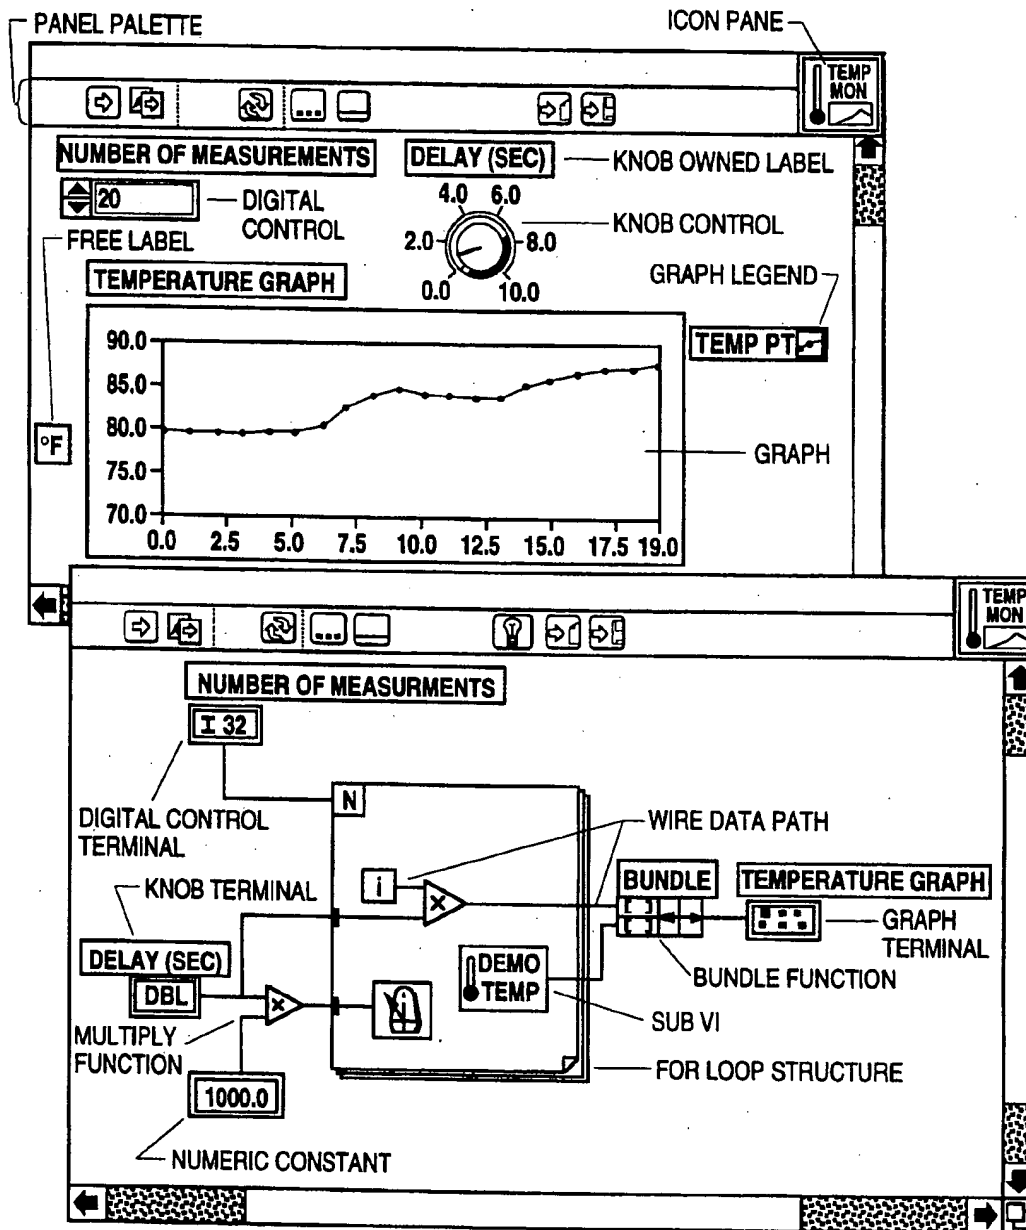 PANEL PALETTE
ICON PANE
TEMP
MON
NUMBER OF MEASUREMENTS
DELAY (SEC)
KNOB OWNED LABEL
20
DIGITAL
CONTROL
4.0 6.0
KNOB CONTROL
FREE LABEL
2.0
8.0
TEMPERATURE GRAPH
0.0 10.0
GRAPH LEGEND
TEMP PT
90.0
85.0
80.0
75.0
70.0
°F
GRAPH
0.0 2.5 5.0 7.5 10.0 12.5 15.0 17.5 19.0
TEMP
MON
NUMBER OF MEASURMENTS
I 32
N
DIGITAL CONTROL
TERMINAL
WIRE DATA PATH
i
KNOB TERMINAL
X
BUNDLE
TEMPERATURE GRAPH
GRAPH
TERMINAL
DELAY (SEC)
DBL
DEMO
TEMP
BUNDLE FUNCTION
X
MULTIPLY
FUNCTION
SUB VI
FOR LOOP STRUCTURE
1000.0
NUMERIC CONSTANT